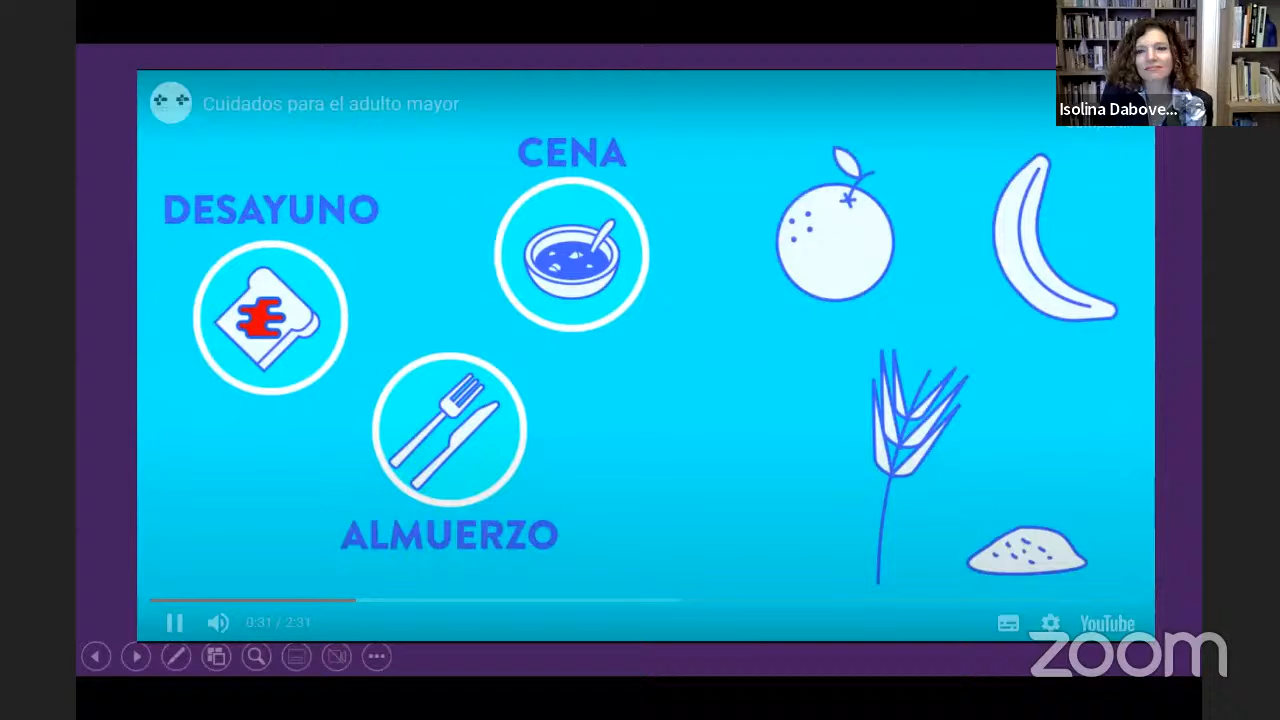 Cuidados para el adulto mayor
Isolina Dabove...
CENA
DESAYUNO
ALMUERZO
0:31 / 2:31
YouTube
zoom